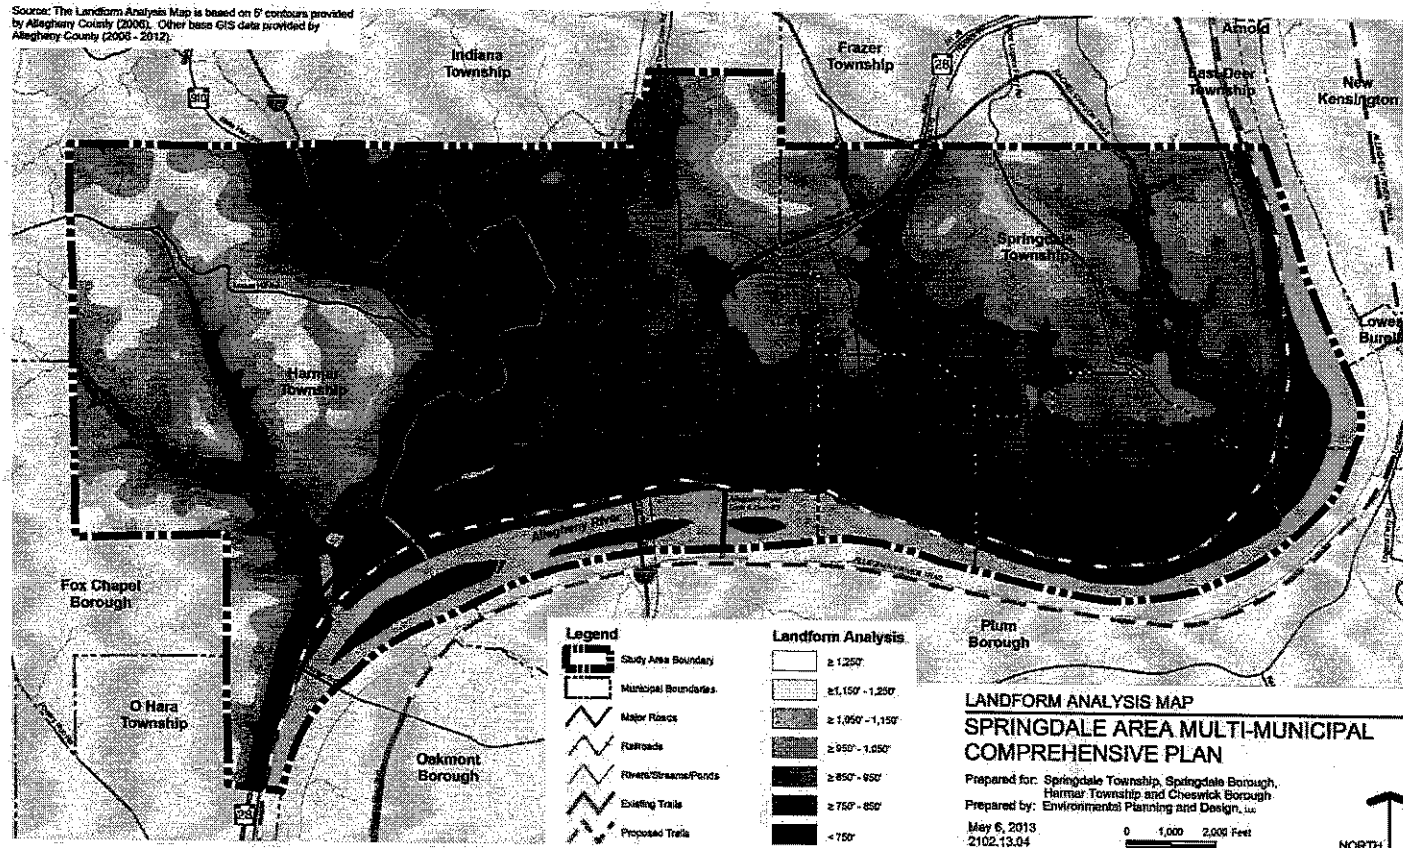 Source: The Landform Analysis Map is based on 5' contours provided
by Allegheny County (2006). Other base GIS data provided by
Allegheny County (2006 - 2012).
Indiana
Township
Frazer
Township
28
Arnold
East Deer
Township
New
Kensington
910
Springdale
Township
Lower
Harmar
Township
Allegheny River
Fox Chapel
Borough
O Hara
Township
28
Oakmont
Borough
Plum
Borough
Legend
Study Area Boundary
Municipal Boundaries
Major Roads
Railroads
Rivers/Streams/Ponds
Existing Trails
Proposed Trails
Landform Analysis
≥ 1,250'
≥1,150' - 1,250'
≥ 1,050' - 1,150'
≥ 950' - 1,050'
≥ 850' - 950'
≥ 750' - 850'
< 750'
LANDFORM ANALYSIS MAP
SPRINGDALE AREA MULTI-MUNICIPAL
COMPREHENSIVE PLAN
Prepared for: Springdale Township, Springdale Borough,
Harmar Township and Cheswick Borough
Prepared by: Environmental Planning and Design, LLC
May 6, 2013
2102.13.04
0 1,000 2,000 Feet
NORTH